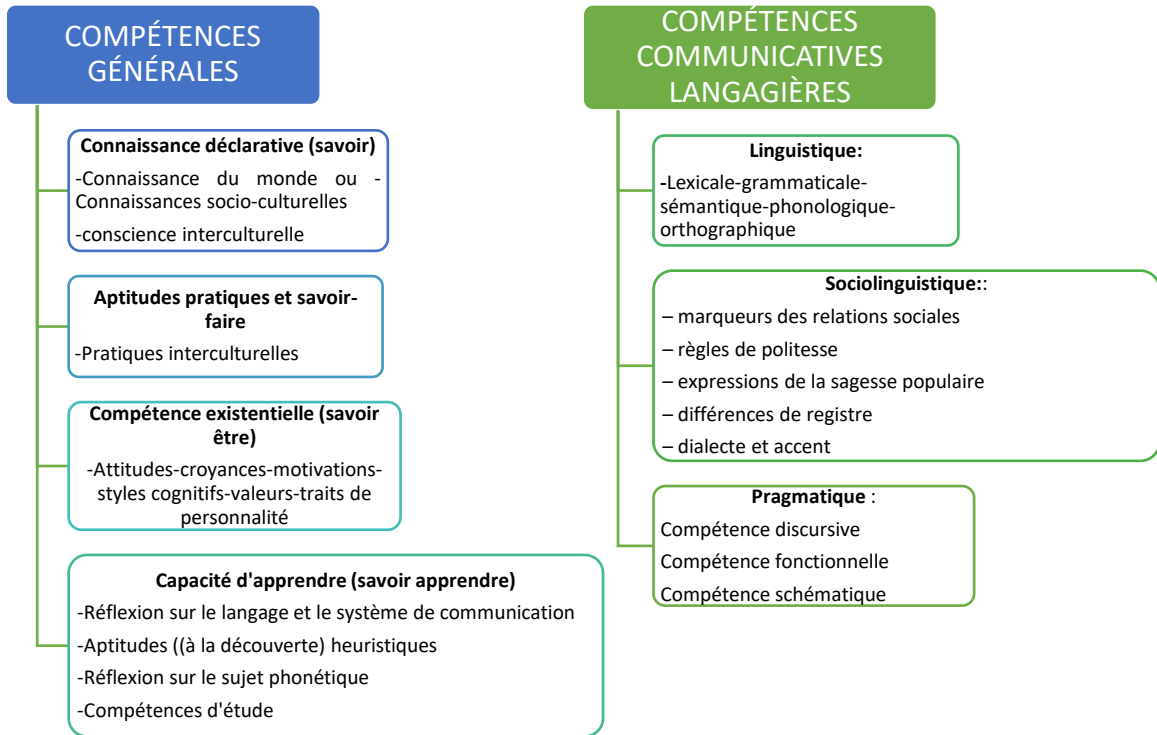 COMPÉTENCES
GÉNÉRALES
Connaissance déclarative (savoir)
-Connaissance du monde ou -
Connaissances socio-culturelles
-conscience interculturelle
Aptitudes pratiques et savoir-
faire
-Pratiques interculturelles
Compétence existentielle (savoir
être)
-Attitudes-croyances-motivations-
styles cognitifs-valeurs-traits de
personnalité
Capacité d'apprendre (savoir apprendre)
-Réflexion sur le langage et le système de communication
-Aptitudes ((à la découverte) heuristiques
-Réflexion sur le sujet phonétique
-Compétences d'étude
COMPÉTENCES
COMMUNICATIVES
LANGAGIÈRES
Linguistique:
-Lexicale-grammaticale-
sémantique-phonologique-
orthographique
Sociolinguistique::
– marqueurs des relations sociales
– règles de politesse
– expressions de la sagesse populaire
– différences de registre
– dialecte et accent
Pragmatique :
Compétence discursive
Compétence fonctionnelle
Compétence schématique